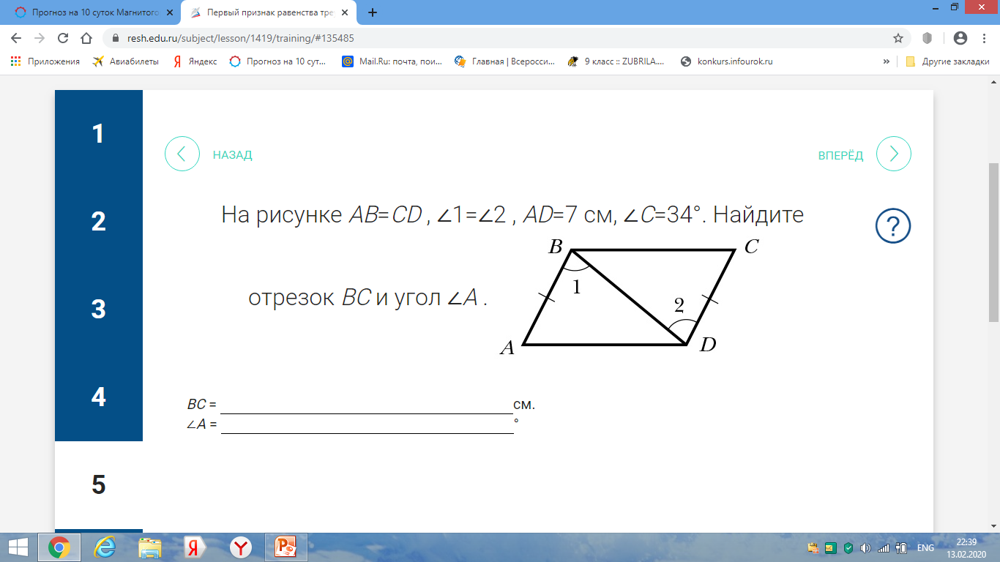 Прогноз на 10 суток Магнитого
Первый признак равенства тре
resh.edu.ru/subject/lesson/1419/training/#135485
Приложения
Авиабилеты
Яндекс
Прогноз на 10 сут...
Mail.Ru: почта, пои...
Главная | Всеросси...
9 класс :: ZUBRILA....
konkurs.infourok.ru
»
Другие закладки
1
2
3
4
5
НАЗАД
ВПЕРЁД
На рисунке AB=CD , ∠1=∠2 , AD=7 см, ∠C=34°. Найдите
отрезок BC и угол ∠A .
?
B
C
1
2
A
D
BC = см.
∠A = °
ENG
22:39
13.02.2020